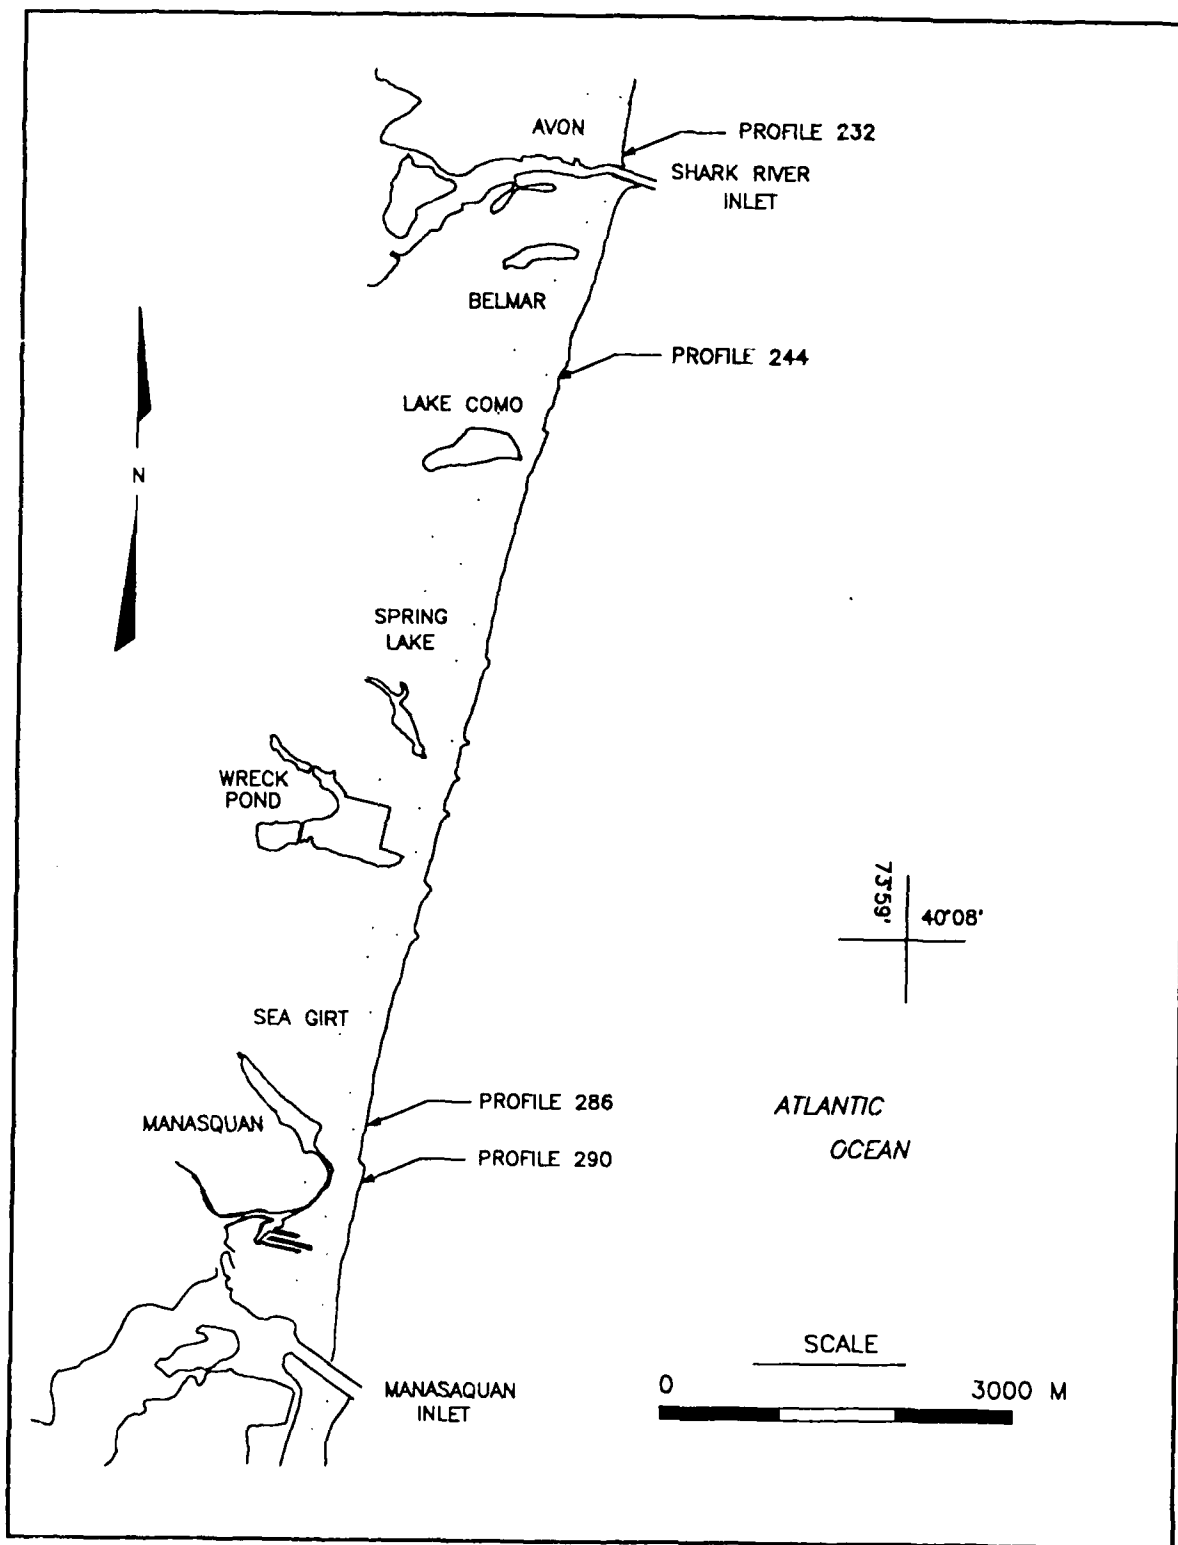 AVON
PROFILE 232
SHARK RIVER
INLET
BELMAR
PROFILE 244
LAKE COMO
N
SPRING
LAKE
WRECK
POND
73°59'
40°08'
SEA GIRT
PROFILE 286
ATLANTIC
OCEAN
MANASQUAN
PROFILE 290
SCALE
0 3000 M
MANASAQUAN
INLET